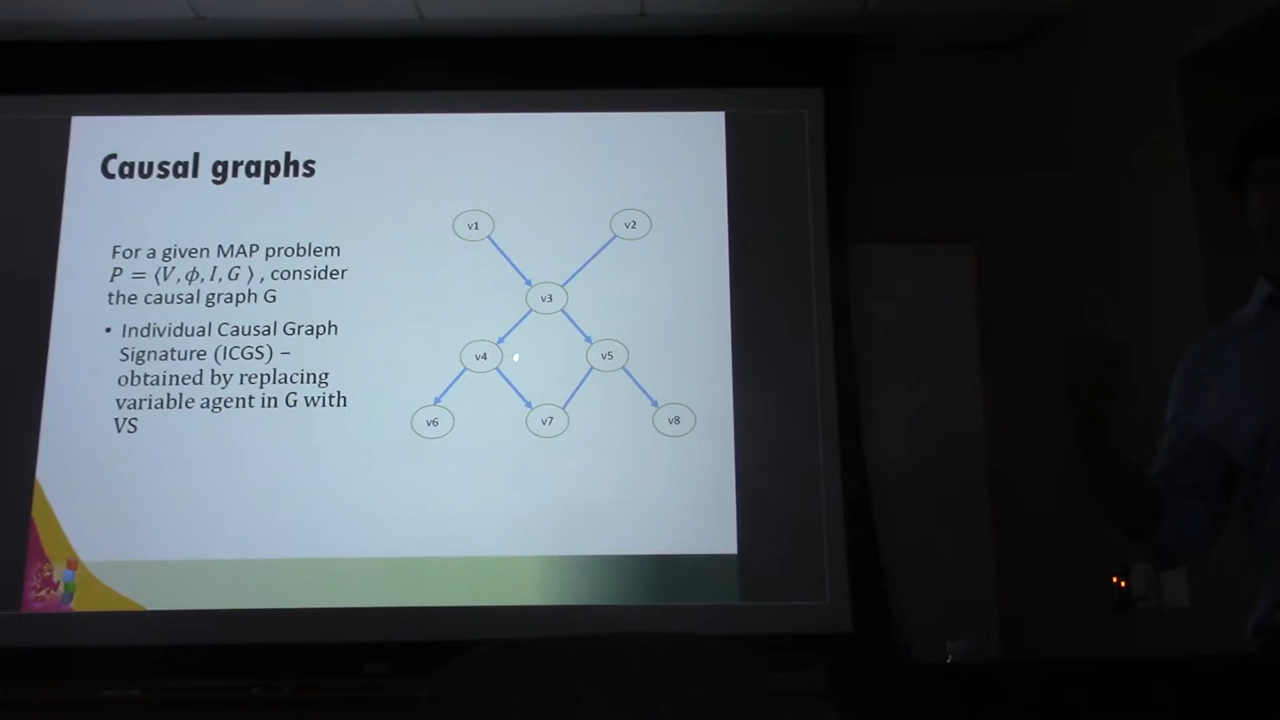 Causal graphs
For a given MAP problem
P = ⟨V, ϕ, I, G ⟩ , consider
the causal graph G
• Individual Causal Graph
Signature (ICGS) –
obtained by replacing
variable agent in G with
VS
v1
v2
v3
v4
v5
v6
v7
v8